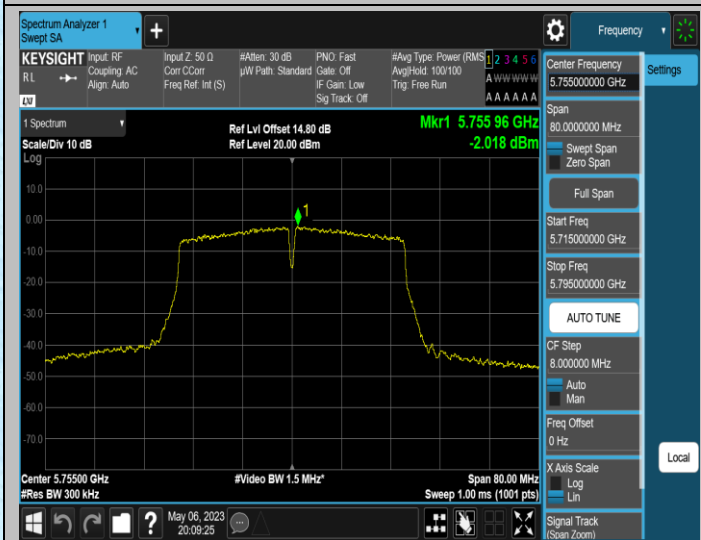 Spectrum Analyzer 1
Swept SA
Frequency
KEYSIGHT
R L
LXI
Input: RF
Coupling: AC
Align: Auto
Input Z: 50 Ω
Corr CCorr
Freq Ref: Int (S)
#Atten: 30 dB
µW Path: Standard
PNO: Fast
Gate: Off
IF Gain: Low
Sig Track: Off
#Avg Type: Power (RMS
Avg|Hold: 100/100
Trig: Free Run
1 2 3 4 5 6
A W W W W W
A A A A A A
1 Spectrum
Scale/Div 10 dB
Log
Ref Lvl Offset 14.80 dB
Ref Level 20.00 dBm
Mkr1 5.755 96 GHz
-2.018 dBm
10.0
0.00
-10.0
-20.0
-30.0
-40.0
-50.0
-60.0
-70.0
1
Center 5.75500 GHz
#Res BW 300 kHz
#Video BW 1.5 MHz*
Span 80.00 MHz
Sweep 1.00 ms (1001 pts)
May 06, 2023
20:09:25
Center Frequency
5.755000000 GHz
Span
80.0000000 MHz
Swept Span
Zero Span
Full Span
Start Freq
5.715000000 GHz
Stop Freq
5.795000000 GHz
AUTO TUNE
CF Step
8.000000 MHz
Auto
Man
Freq Offset
0 Hz
X Axis Scale
Log
Lin
Signal Track
(Span Zoom)
Settings
Local